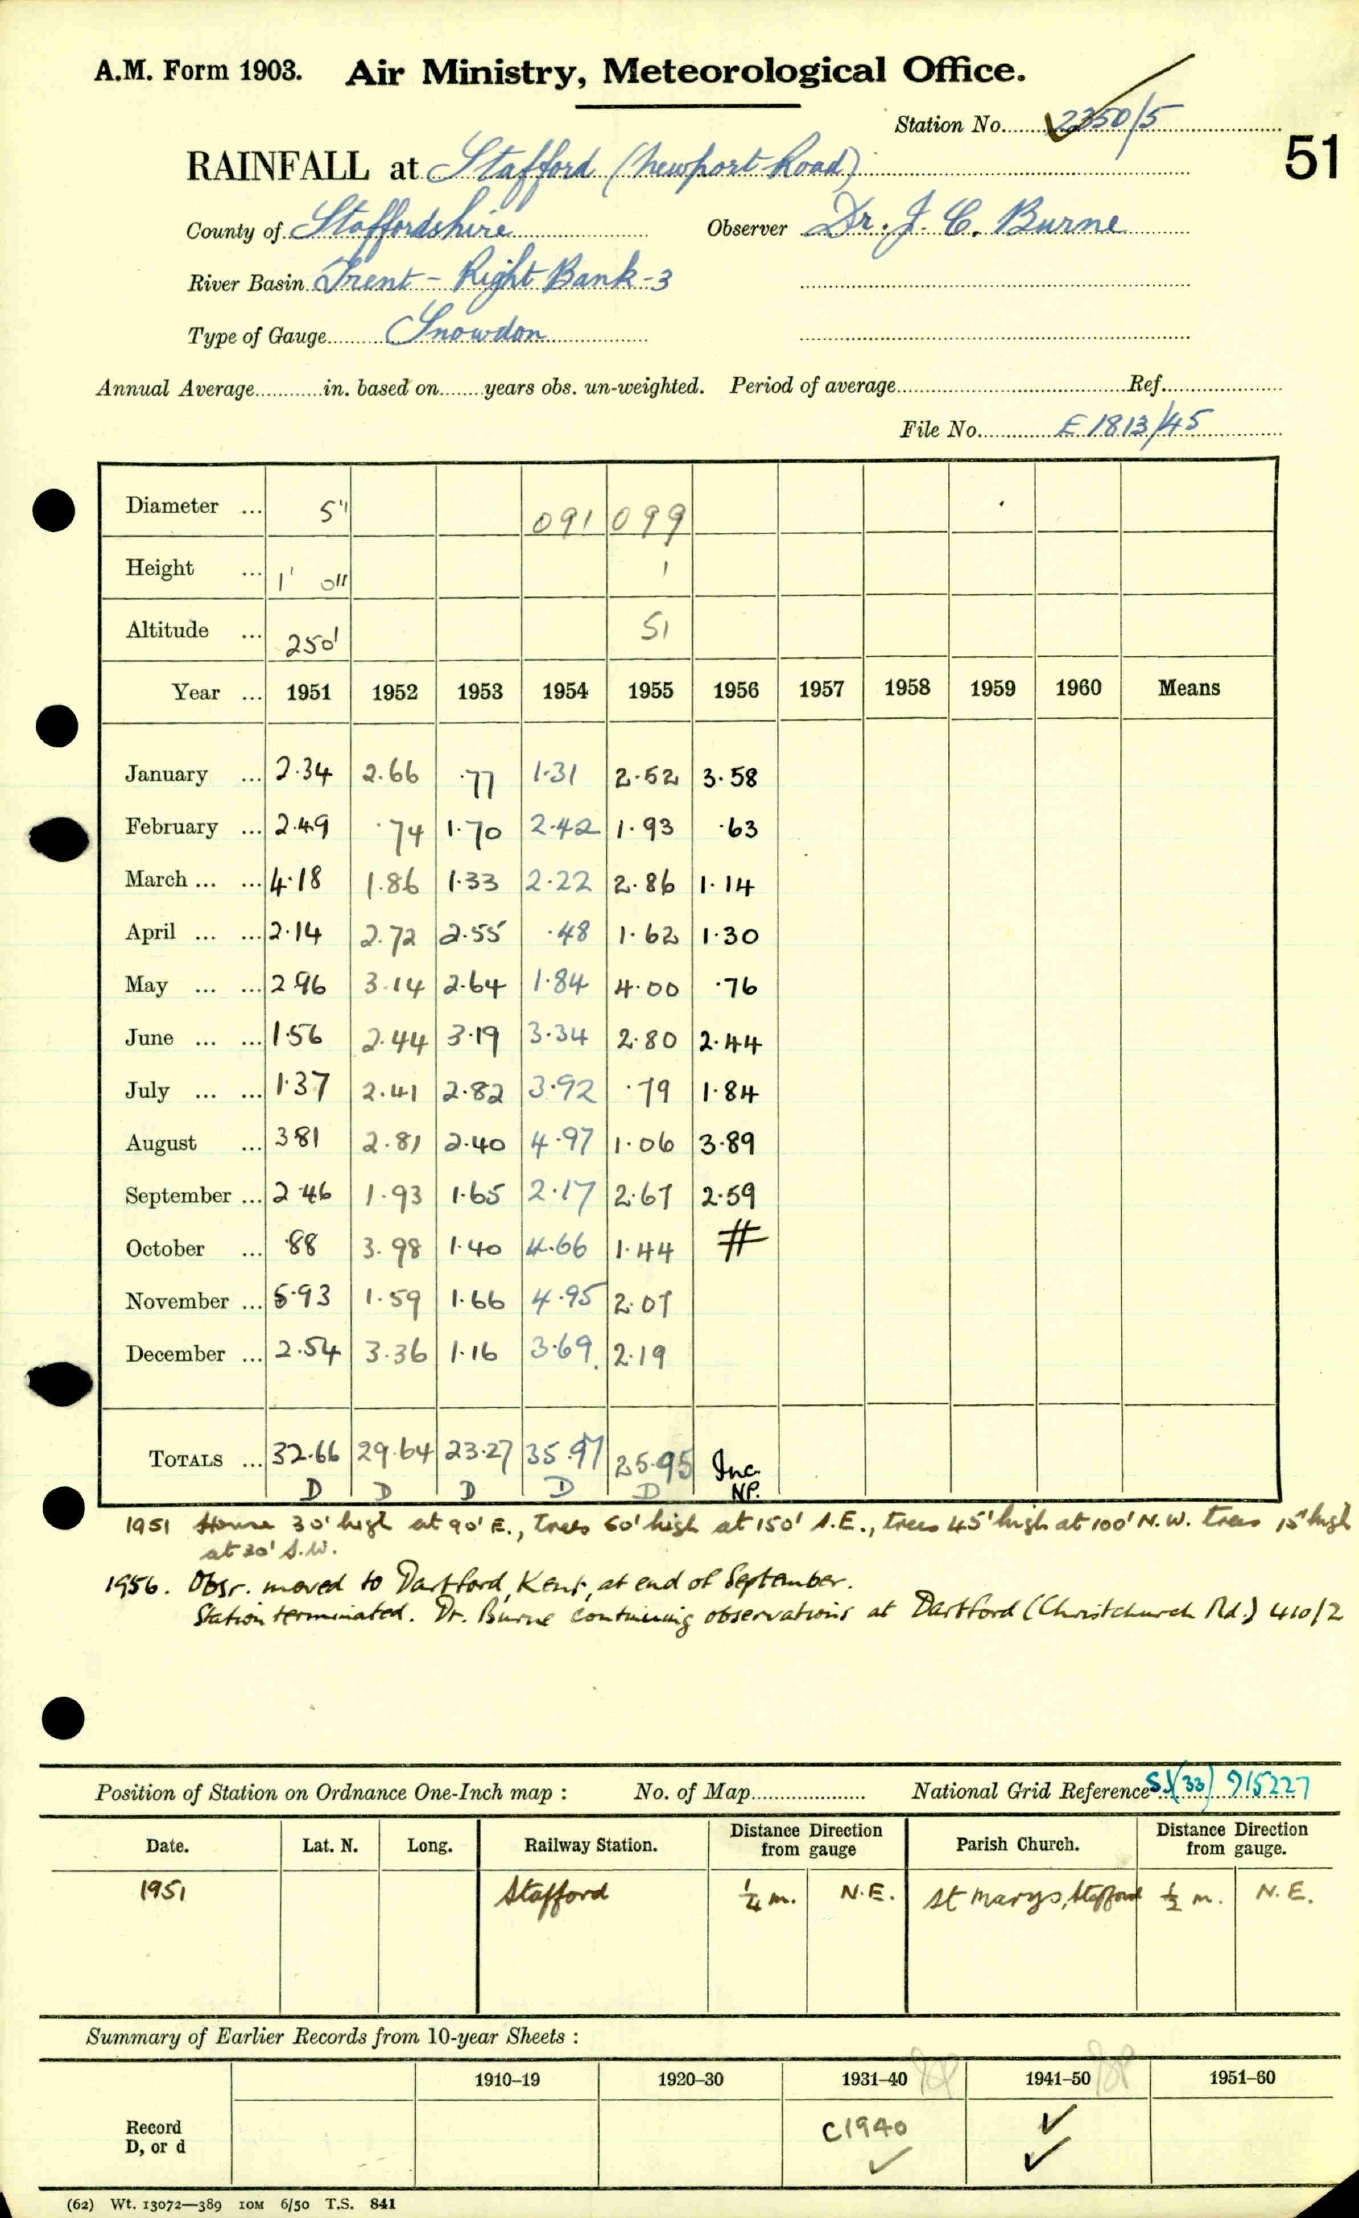 A.M. Form 1903. Air Ministry, Meteorological Office.
Station No. 2350/5
51
RAINFALL at Stafford (Newport Road)
County of Staffordshire Observer Dr. J. C. Burne
River Basin Trent - Right Bank - 3
Type of Gauge Snowdon
Annual Average in. based on years obs. un-weighted. Period of average Ref.
File No. E 1813/45
Diameter ... 5" 091 099
Height ... 1' 0" 1
Altitude ... 250' 51
Year ... 1951 1952 1953 1954 1955 1956 1957 1958 1959 1960 Means
January ... 2.34 2.66 .77 1.31 2.52 3.58
February ... 2.49 .74 1.70 2.42 1.93 .63
March ... ... 4.18 1.86 1.33 2.22 2.86 1.14
April ... ... 2.14 2.72 2.55 .48 1.62 1.30
May ... ... 2.96 3.14 2.64 1.84 4.00 .76
June ... ... 1.56 2.44 3.19 3.34 2.80 2.44
July ... ... 1.37 2.41 2.82 3.92 .79 1.84
August ... 3 81 2.81 2.40 4.97 1.06 3.89
September ... 2.46 1.93 1.65 2.17 2.67 2.59
October ... .88 3.98 1.40 4.66 1.44 #
November ... 5.93 1.59 1.66 4.95 2.07
December ... 2.54 3.36 1.16 3.69 2.19
TOTALS ... 32.66 29.64 23.27 35.97 25.95 Inc.
D D D D D NP.
1951 House 30' high at 90' E., trees 60' high at 150' S.E., trees 45' high at 100' N.W. trees 15' high
at 30' S.W.
1956. Obsr. moved to Dartford, Kent, at end of September.
Station terminated. Dr. Burne continuing observations at Dartford (Christchurch Rd.) 410/2
Position of Station on Ordnance One-Inch map : No. of Map National Grid Reference SJ(33) 915227
Date. Lat. N. Long. Railway Station. Distance from Direction gauge Parish Church. Distance from Direction gauge.
1951 Stafford ¼ m. N.E. St Marys, Stafford ½ m. N.E.
Summary of Earlier Records from 10-year Sheets :
1910–19 1920–30 1931–40 1941–50 1951–60
Record C1940 ✓
D, or d ✓ ✓
(62) Wt. 13072—389 10M 6/50 T.S. 841